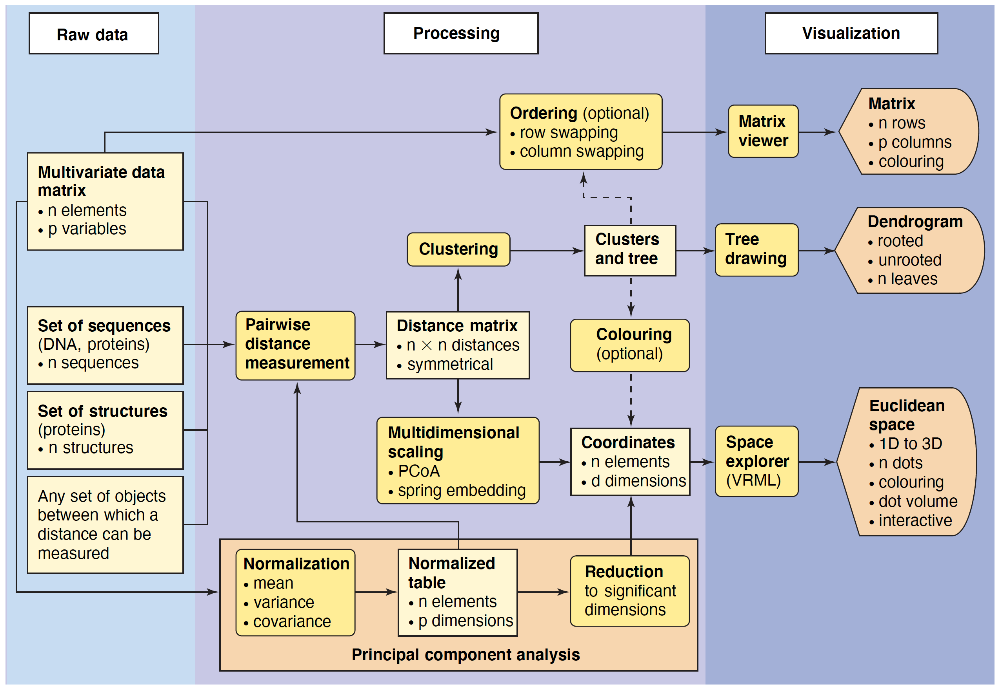 Raw data
Processing
Visualization
Ordering (optional)
• row swapping
• column swapping
Matrix
viewer
Matrix
• n rows
• p columns
• colouring
Multivariate data
matrix
• n elements
• p variables
Clustering
Clusters
and tree
Tree
drawing
Dendrogram
• rooted
• unrooted
• n leaves
Set of sequences
(DNA, proteins)
• n sequences
Pairwise
distance
measurement
Distance matrix
• n × n distances
• symmetrical
Colouring
(optional)
Set of structures
(proteins)
• n structures
Multidimensional
scaling
• PCoA
• spring embedding
Coordinates
• n elements
• d dimensions
Space
explorer
(VRML)
Euclidean
space
• 1D to 3D
• n dots
• colouring
• dot volume
• interactive
Any set of objects
between which a
distance can be
measured
Normalization
• mean
• variance
• covariance
Normalized
table
• n elements
• p dimensions
Reduction
to significant
dimensions
Principal component analysis